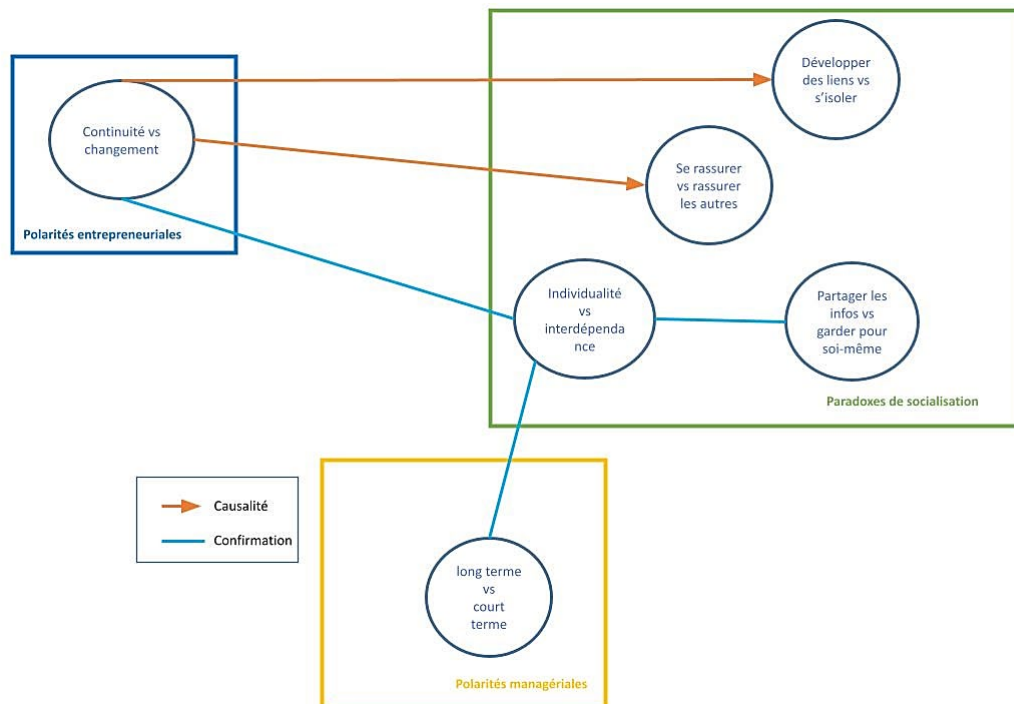 Développer
des liens vs
s'isoler
Continuité vs
changement
Se rassurer
vs rassurer
les autres
Polarités entrepreneuriales
Individualité
vs
interdépenda
nce
Partager les
infos vs
garder pour
soi-même
Paradoxes de socialisation
Causalité
Confirmation
long terme
vs
court
terme
Polarités managériales